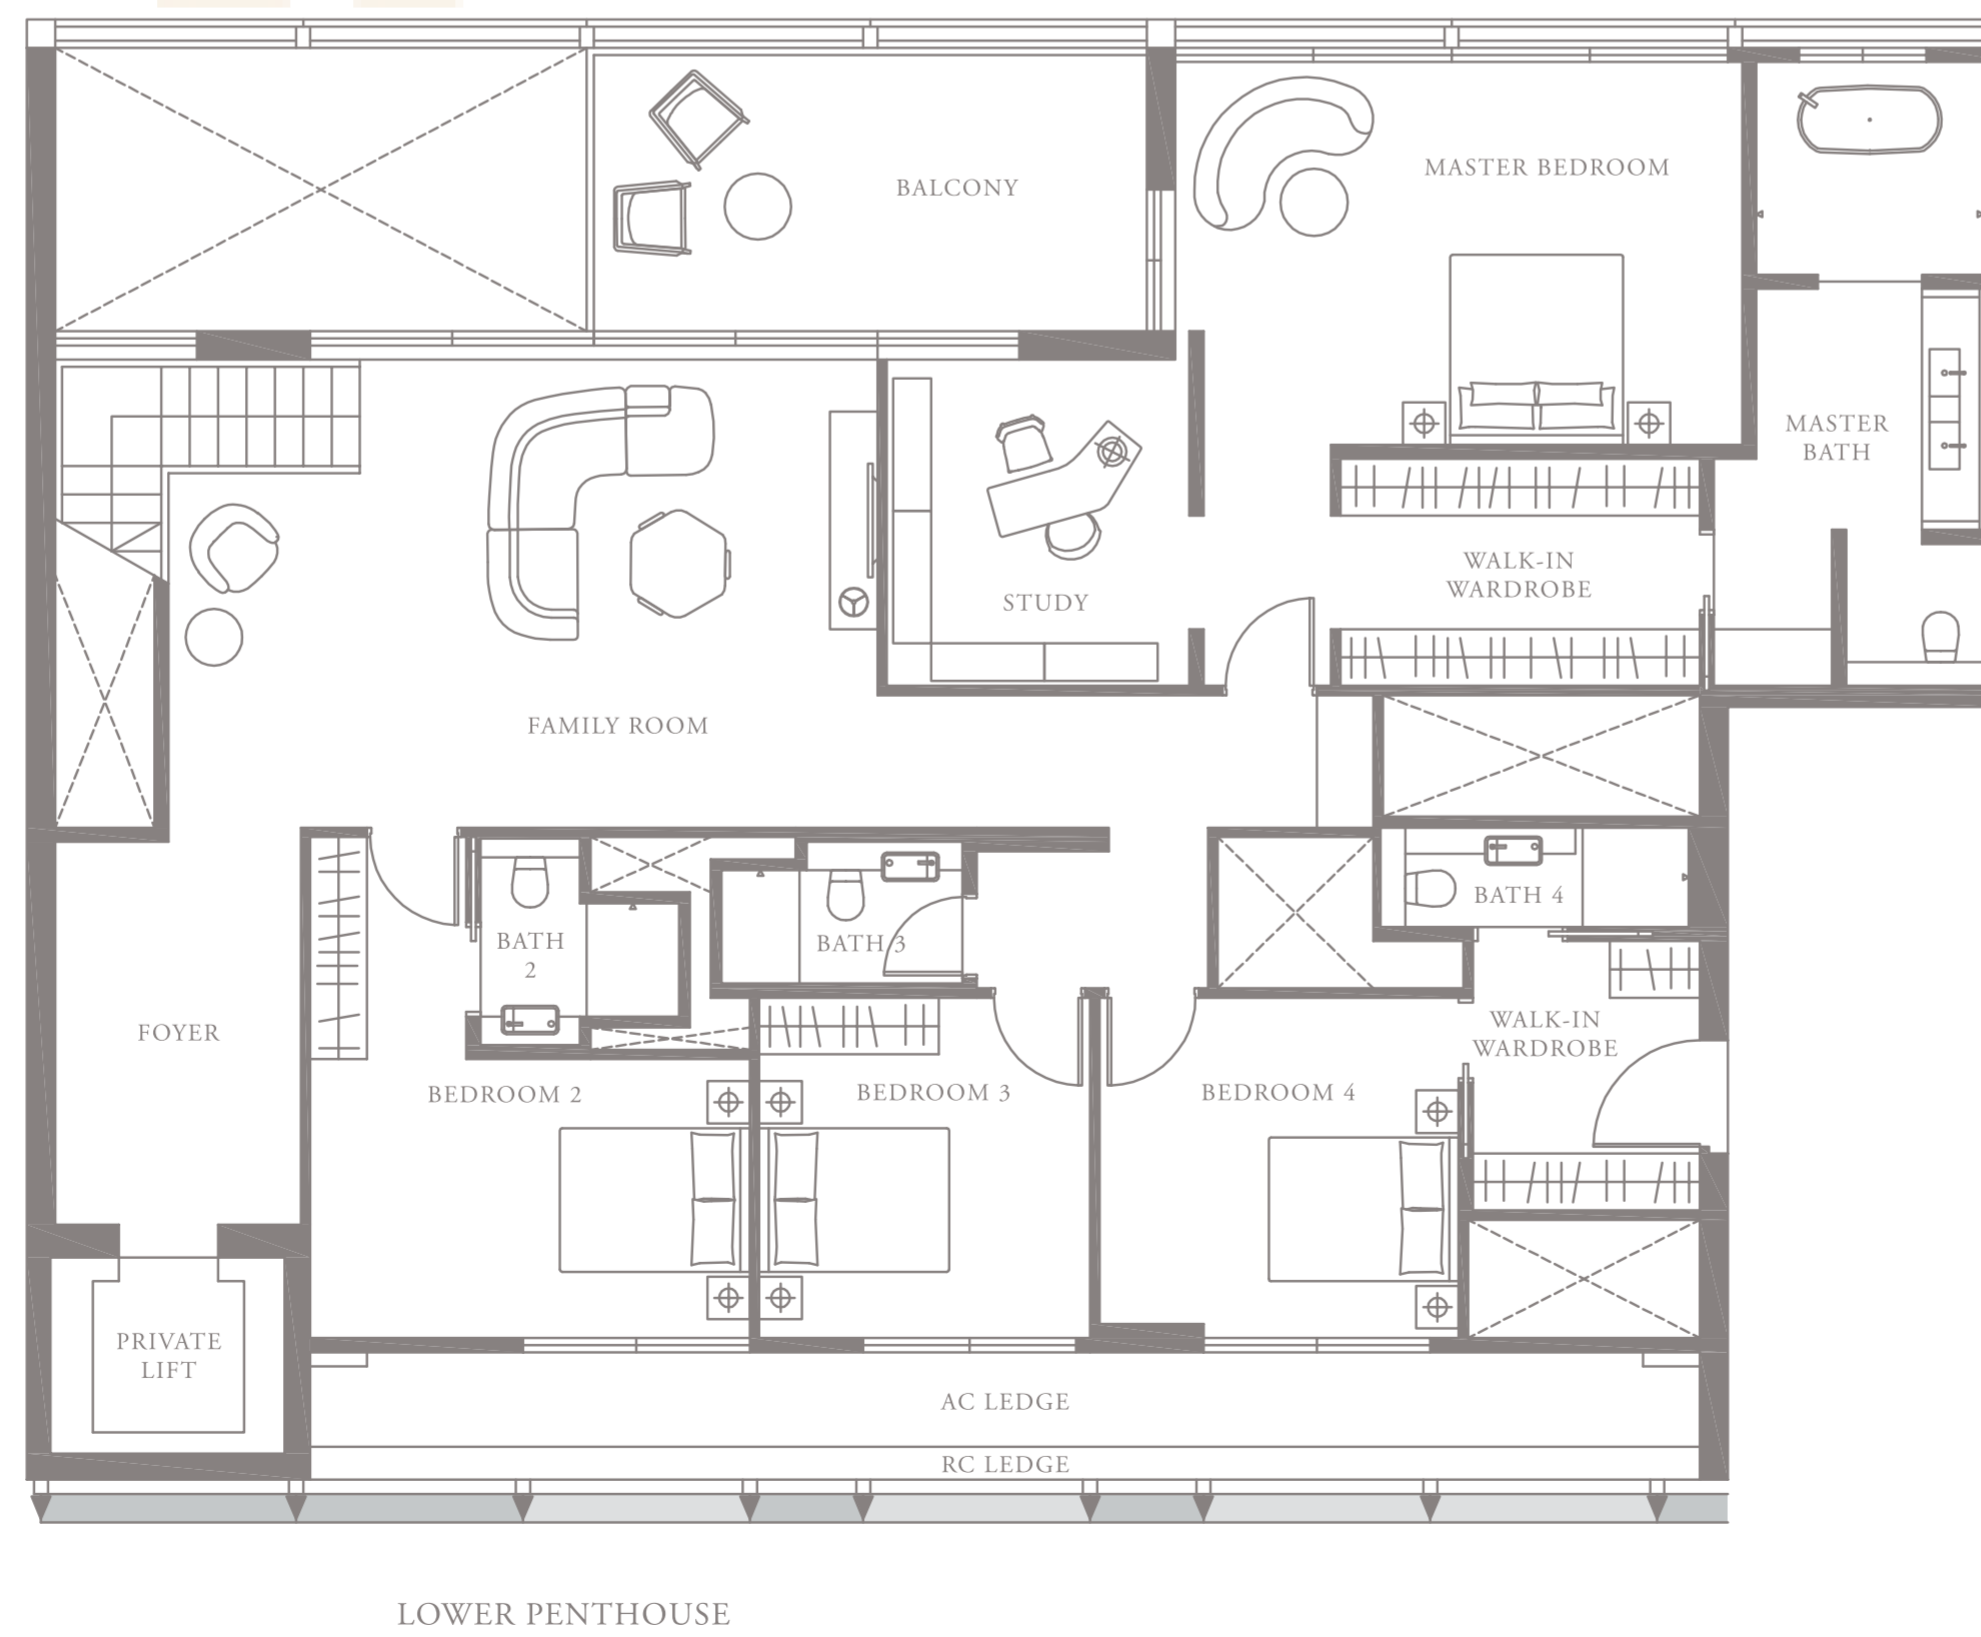 BALCONY
MASTER BEDROOM
MASTER
BATH
WALK-IN
WARDROBE
STUDY
FAMILY ROOM
BATH 4
BATH
2
BATH 3
FOYER
WALK-IN
WARDROBE
BEDROOM 2
BEDROOM 3
BEDROOM 4
PRIVATE
LIFT
AC LEDGE
RC LEDGE
LOWER PENTHOUSE